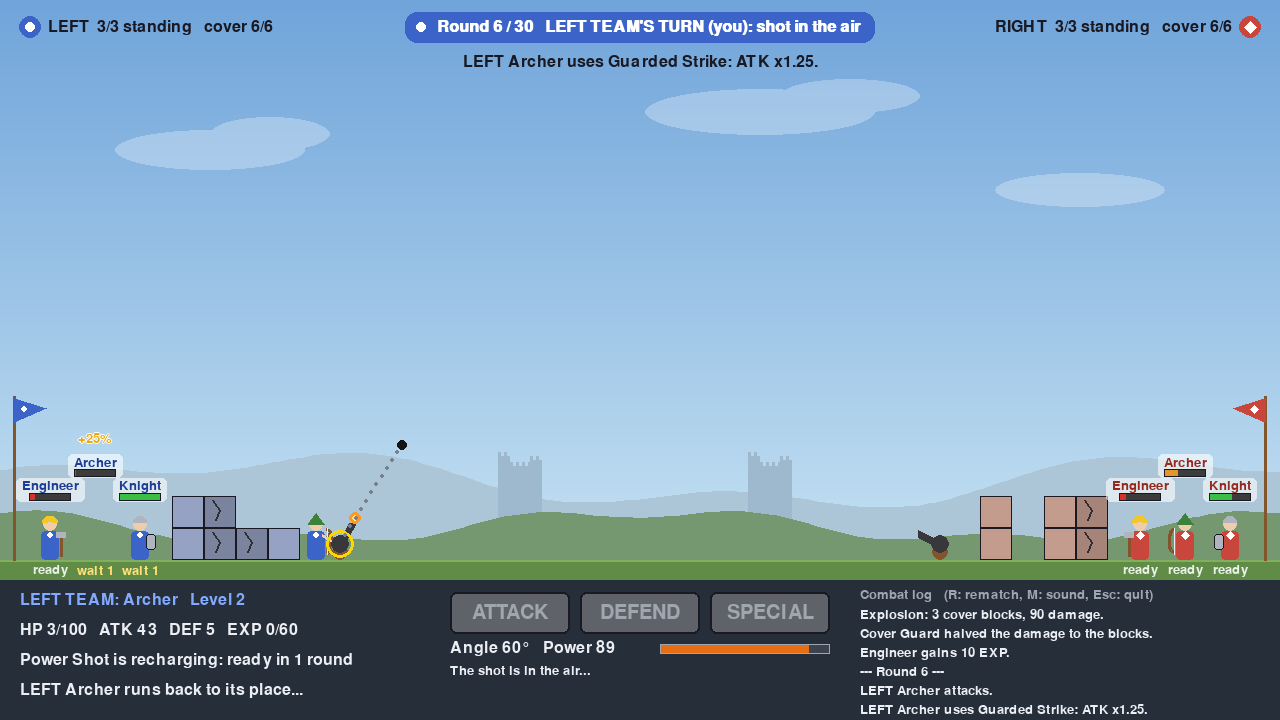 LEFT 3/3 standing cover 6/6
Round 6 / 30 LEFT TEAM'S TURN (you): shot in the air
RIGHT 3/3 standing cover 6/6
LEFT Archer uses Guarded Strike: ATK x1.25.
+25%
Archer
Engineer
Knight
Archer
Engineer
Knight
ready wait 1 wait 1
ready ready ready
LEFT TEAM: Archer Level 2
HP 3/100 ATK 43 DEF 5 EXP 0/60
Power Shot is recharging: ready in 1 round
LEFT Archer runs back to its place...
ATTACK
DEFEND
SPECIAL
Angle 60° Power 89
The shot is in the air...
Combat log (R: rematch, M: sound, Esc: quit)
Explosion: 3 cover blocks, 90 damage.
Cover Guard halved the damage to the blocks.
Engineer gains 10 EXP.
--- Round 6 ---
LEFT Archer attacks.
LEFT Archer uses Guarded Strike: ATK x1.25.